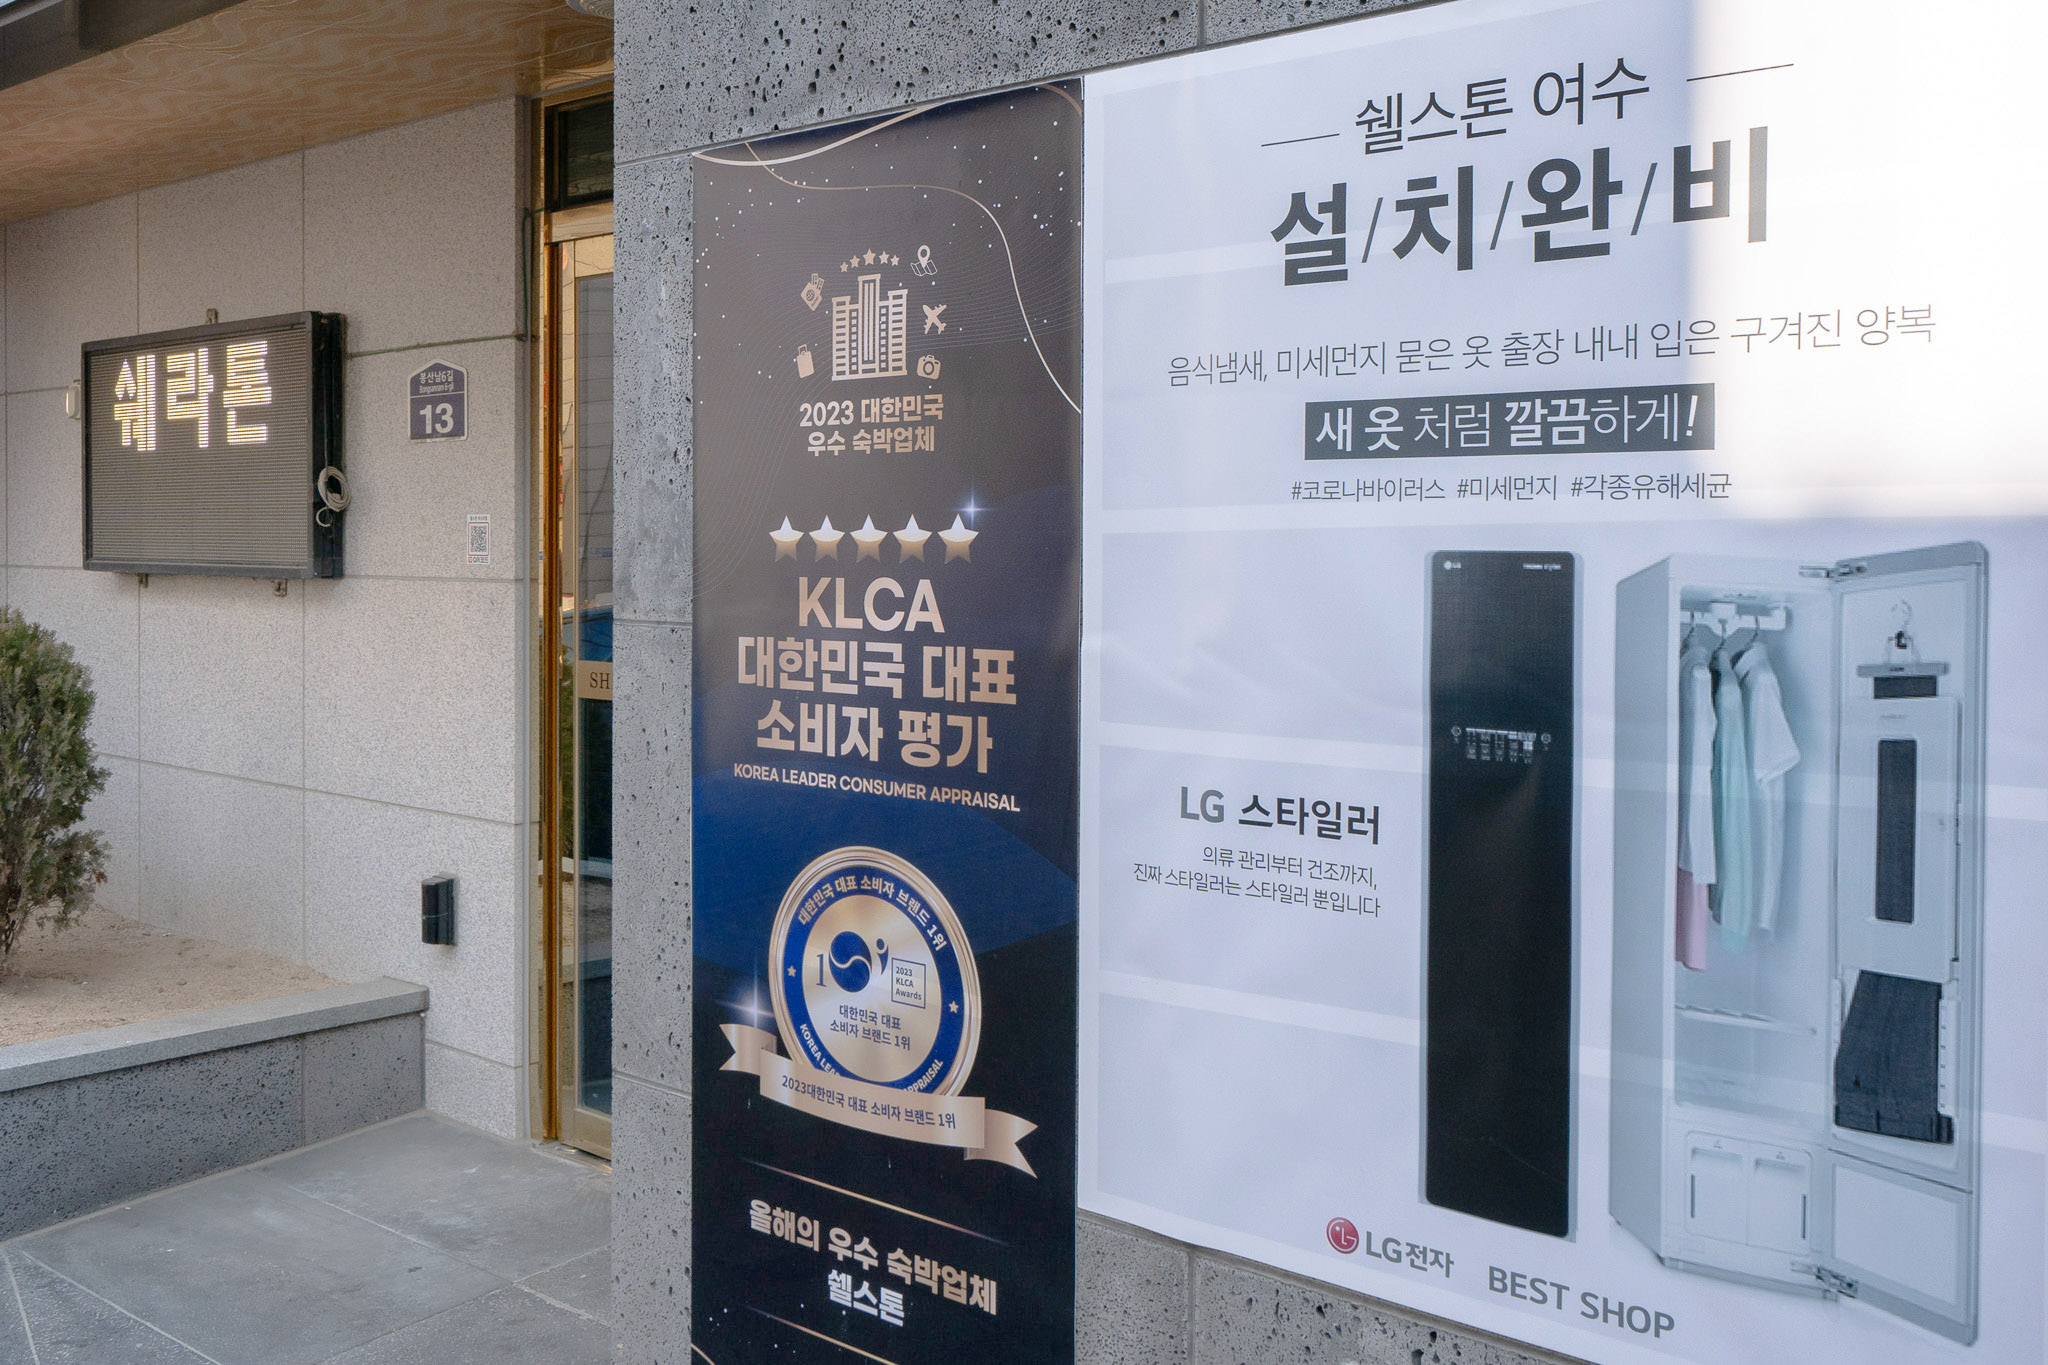 쉐라톤
봉산남6길
Bongsannam 6-gil
13
SH
2023 대한민국
우수 숙박업체
KLCA
대한민국 대표
소비자 평가
KOREA LEADER CONSUMER APPRAISAL
대한민국 대표 소비자 브랜드 1위
1
2023
KLCA
Awards
대한민국 대표
소비자 브랜드 1위
KOREA LEA
PPRAISAL
2023대한민국 대표 소비자 브랜드 1위
올해의 우수 숙박업체
쉘스톤
쉘스톤 여수
설/치/완/비
음식냄새, 미세먼지 묻은 옷 출장 내내 입은 구겨진 양복
새 옷 처럼 깔끔하게!
#코로나바이러스 #미세먼지 #각종유해세균
LG 스타일러
의류 관리부터 건조까지,
진짜 스타일러는 스타일러 뿐입니다
LG전자 BEST SHOP